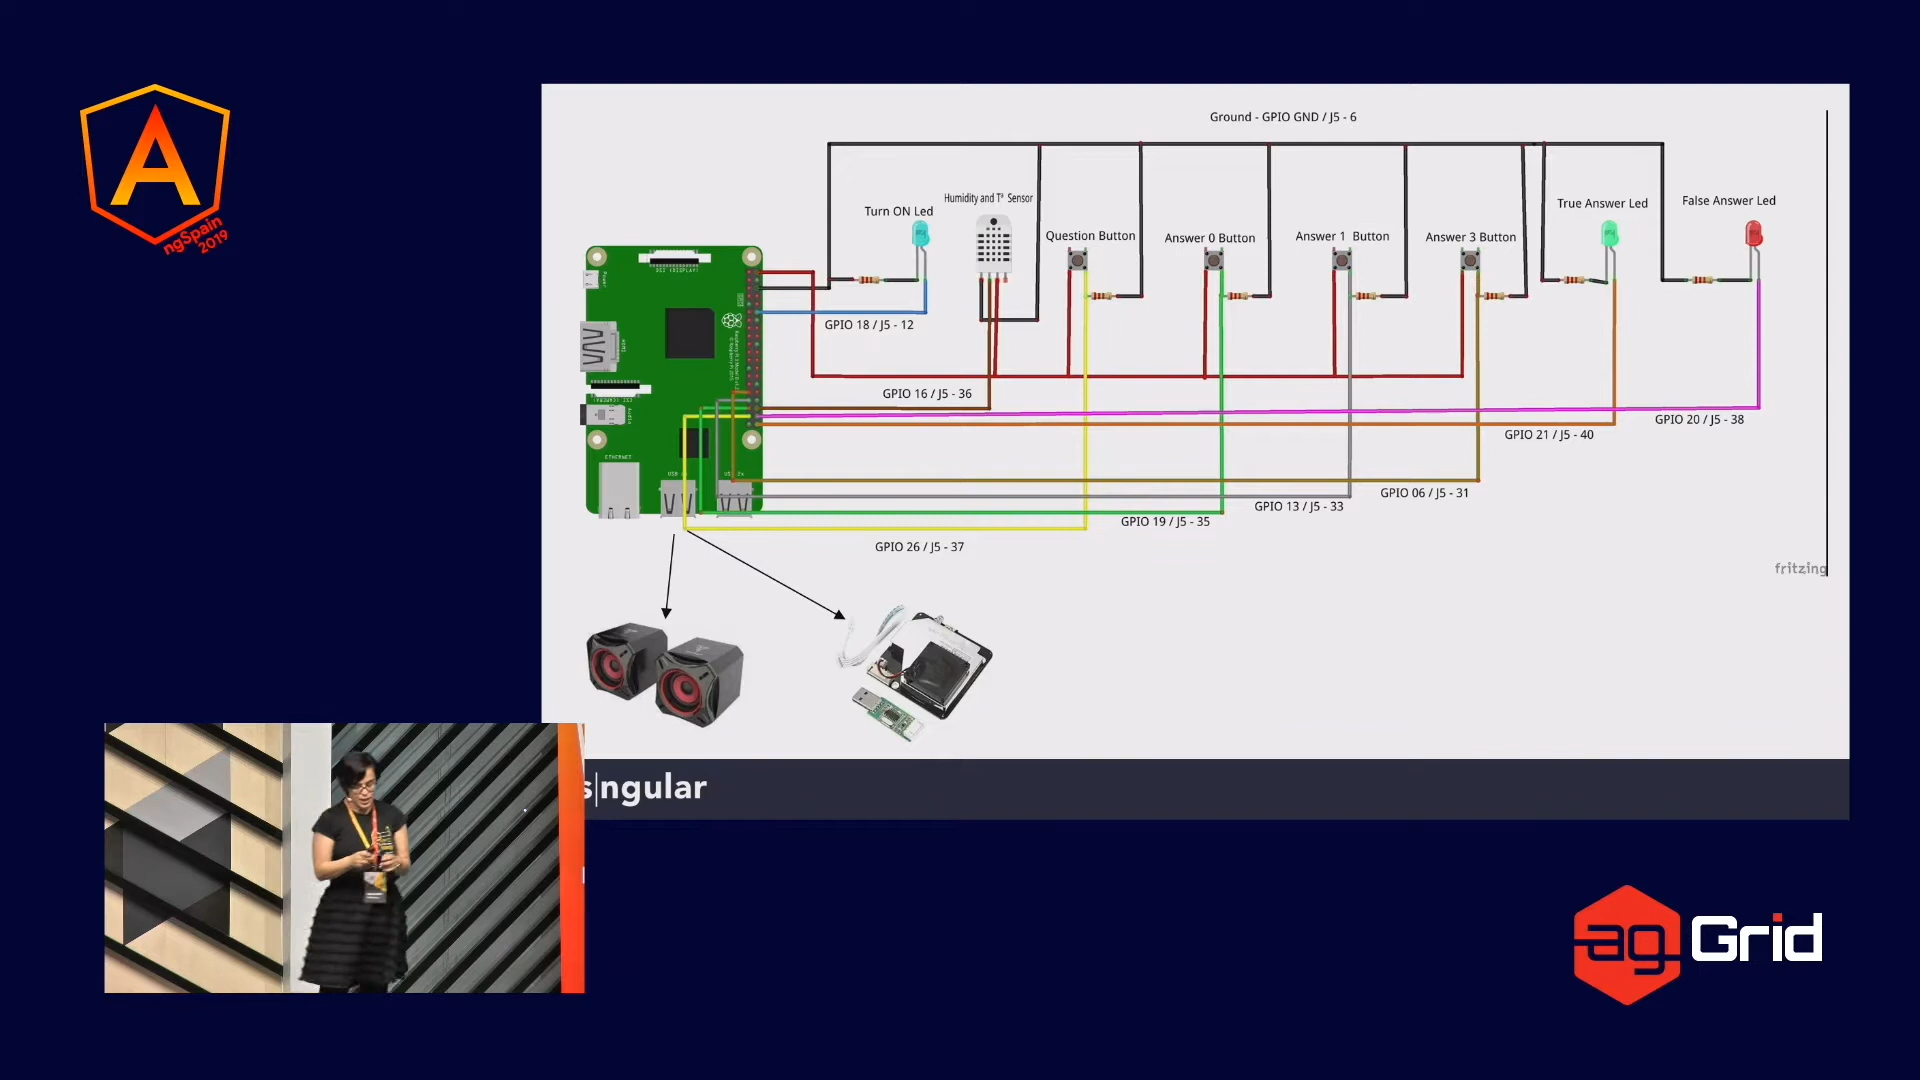 A
ngSpain
2019
Ground - GPIO GND / J5 - 6
Turn ON Led
Humidity and Tª Sensor
Question Button
Answer 0 Button
Answer 1 Button
Answer 3 Button
True Answer Led
False Answer Led
GPIO 18 / J5 - 12
GPIO 16 / J5 - 36
GPIO 20 / J5 - 38
GPIO 21 / J5 - 40
GPIO 06 / J5 - 31
GPIO 13 / J5 - 33
GPIO 19 / J5 - 35
GPIO 26 / J5 - 37
ETHERNET
fritzing
s|ngular
ag Grid